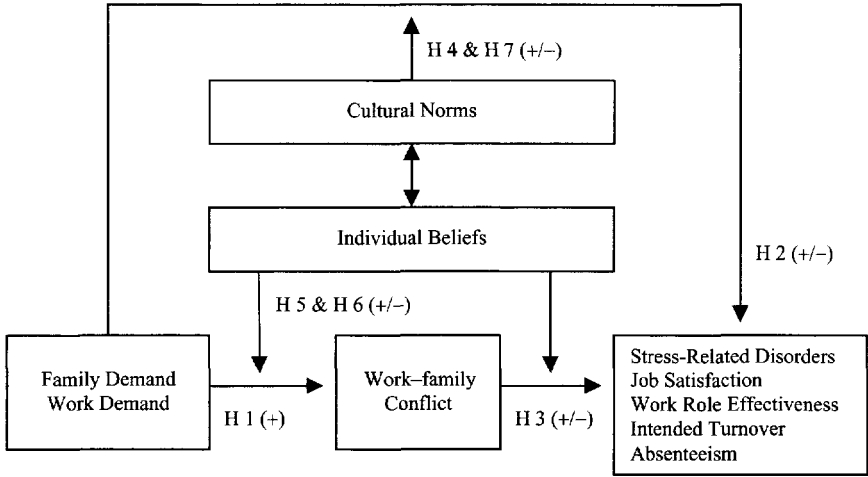 H 4 & H 7 (+/−)
Cultural Norms
Individual Beliefs
H 2 (+/−)
H 5 & H 6 (+/−)
Family Demand
Work Demand
H 1 (+)
Work–family
Conflict
H 3 (+/−)
Stress-Related Disorders
Job Satisfaction
Work Role Effectiveness
Intended Turnover
Absenteeism